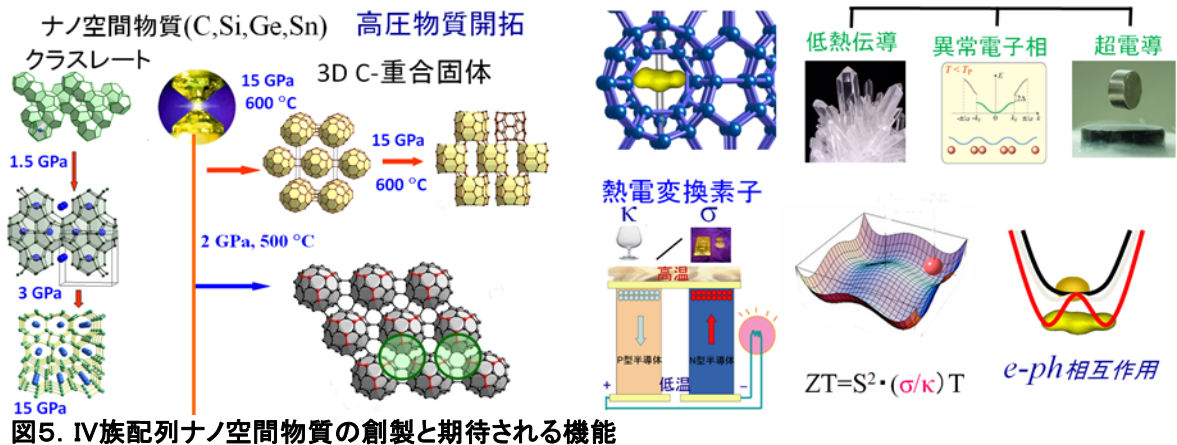 ナノ空間物質(C,Si,Ge,Sn)
高圧物質開拓
クラスレート
15 GPa
600 °C
3D C-重合固体
1.5 GPa
15 GPa
600 °C
2 GPa, 500 °C
3 GPa
15 GPa
低熱伝導
異常電子相
超電導
T < TP
E
2Δ
0
k
熱電変換素子
κ
σ
高温
P型半導体
N型半導体
+
低温
−
ZT=S²・(σ/κ)T
e-ph相互作用
図5. IV族配列ナノ空間物質の創製と期待される機能